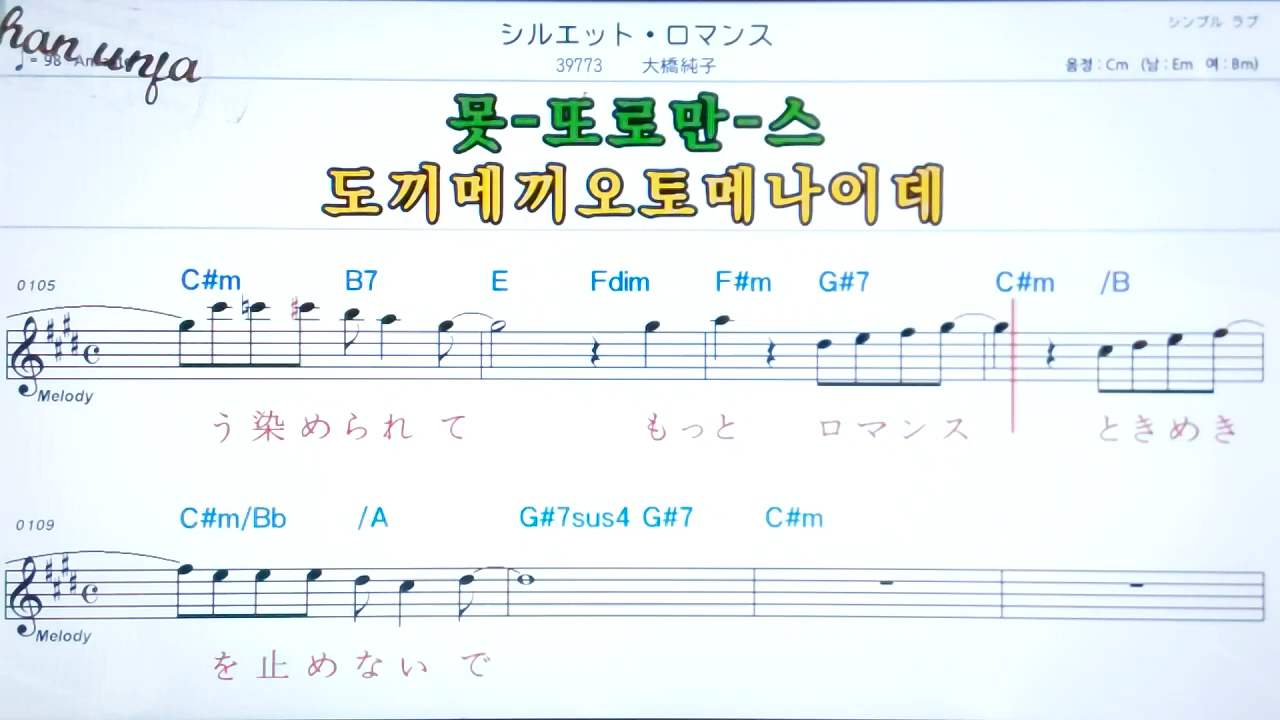 han unja
シルエット・ロマンス
シンプル ラブ
39773 大橋純子
음정 : Cm (남 : Em 여 : Bm)
못-또로만-스
도끼메끼오토메나이데
0105 C#m B7 E Fdim F#m G#7 C#m /B
Melody
う 染 め ら れ て も っ と ロ マ ン ス と き め き
0109 C#m/Bb /A G#7sus4 G#7 C#m
Melody
を 止 め な い で